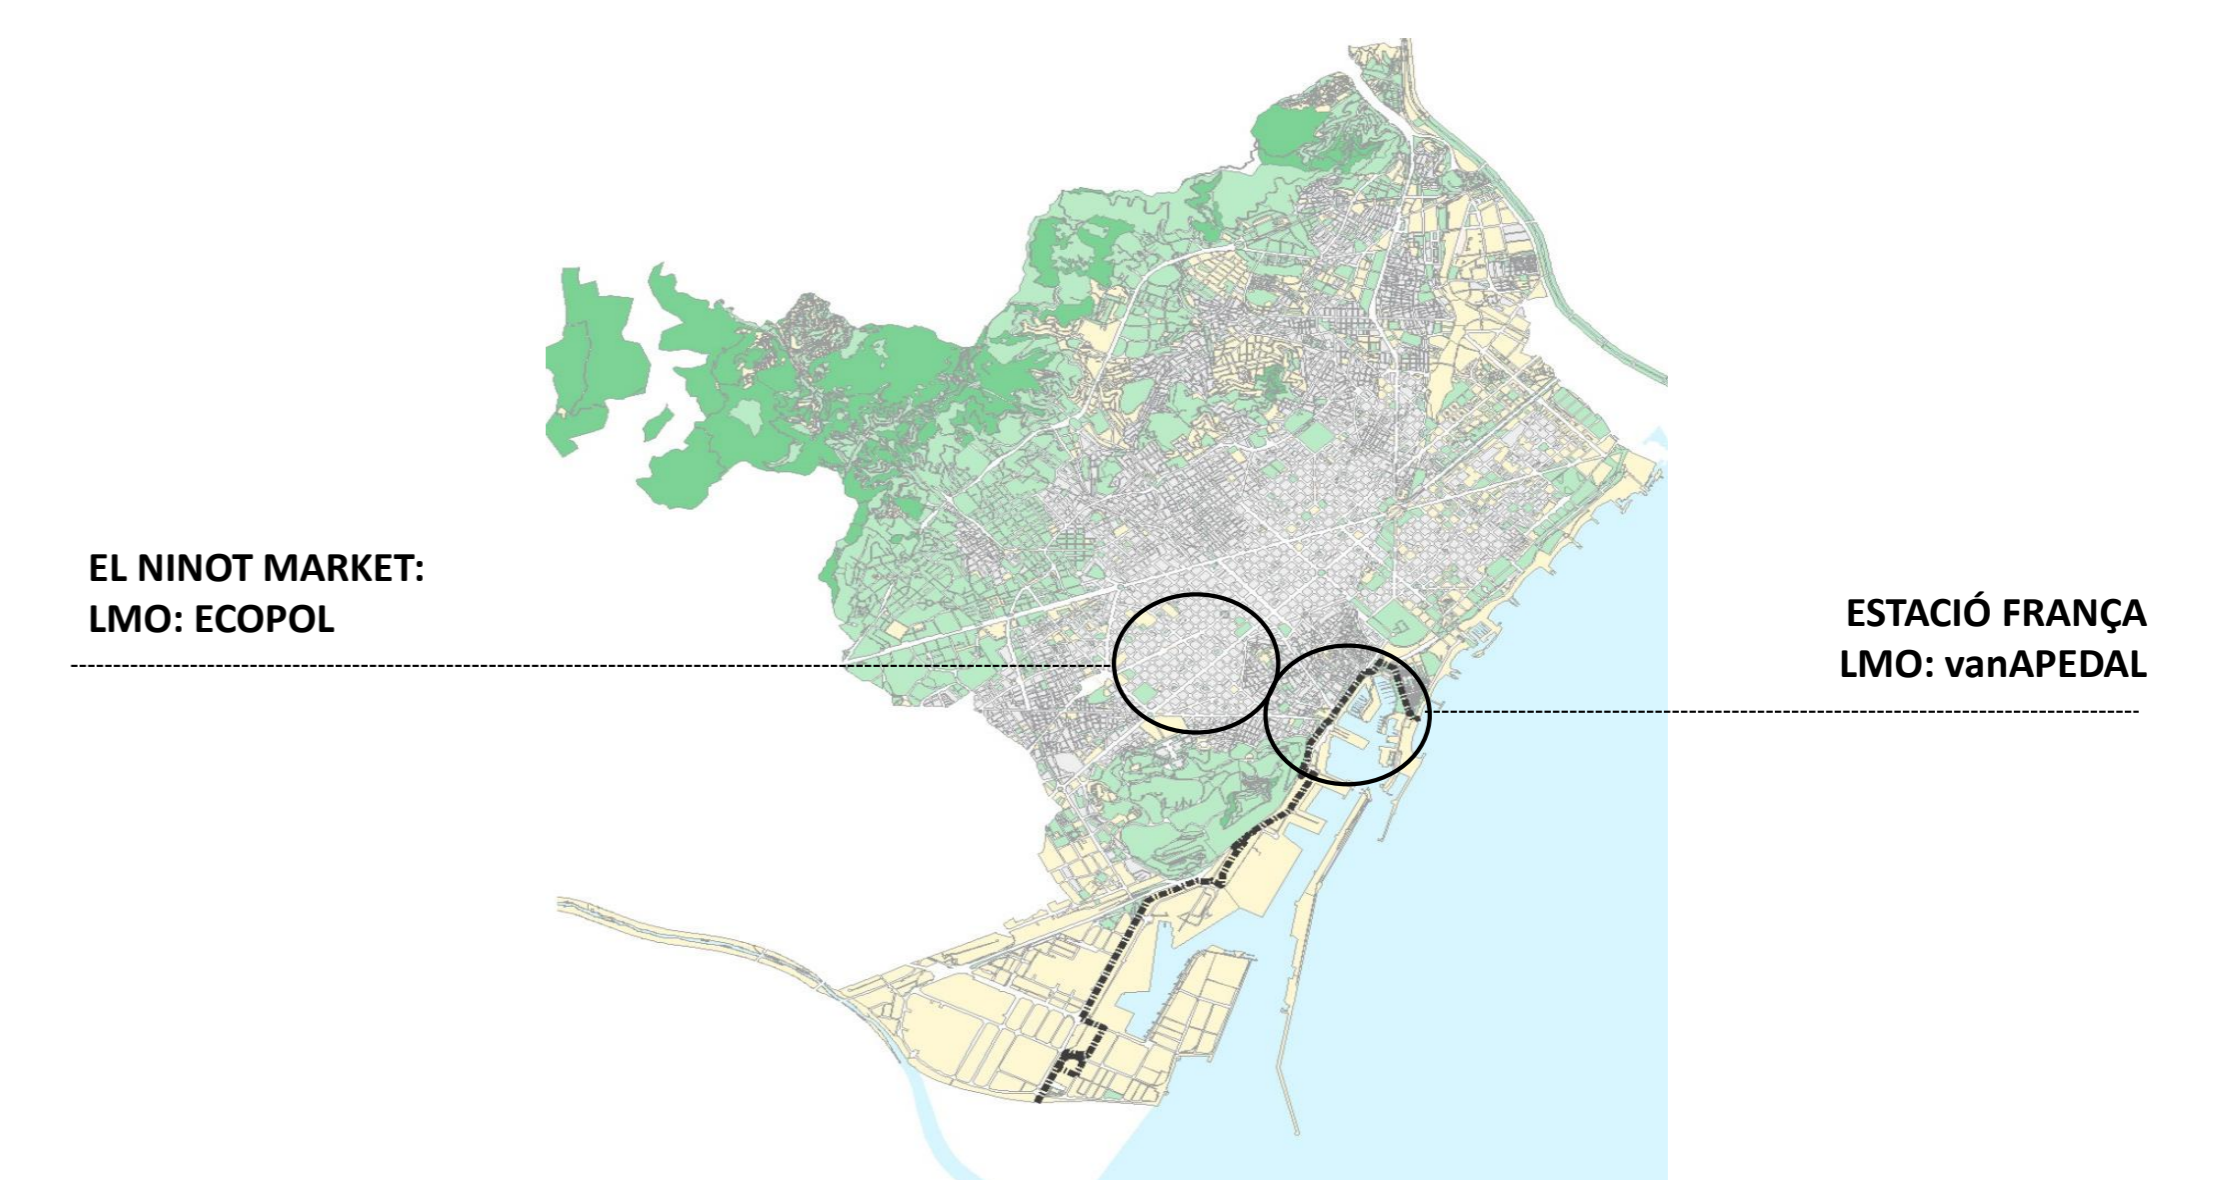 EL NINOT MARKET:
LMO: ECOPOL
ESTACIÓ FRANÇA
LMO: vanAPEDAL